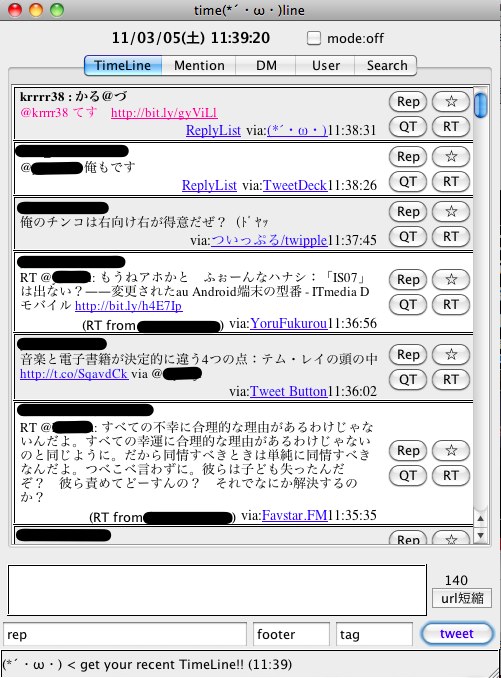 time(*´・ω・)line
11/03/05(土) 11:39:20
mode:off
TimeLine Mention DM User Search
krrrr38 : かる@づ
@krrrr38 てす http://bit.ly/gyViLl
ReplyList via:(*´・ω・)11:38:31
Rep ☆
QT RT
@ 俺もです
ReplyList via:TweetDeck11:38:26
Rep ☆
QT RT
俺のチンコは右向け右が得意だぜ？（ﾄﾞﾔｯ
via:ついっぷる/twipple11:37:45
Rep ☆
QT RT
RT @ : もうねアホかと　ふぉーんなハナシ：「IS07」
は出ない？――変更されたau Android端末の型番 - ITmedia D
モバイル http://bit.ly/h4E7Ip
(RT from ) via:YoruFukurou11:36:56
Rep ☆
QT RT
音楽と電子書籍が決定的に違う4つの点：テム・レイの頭の中
http://t.co/SqavdCk via @
via:Tweet Button11:36:02
Rep ☆
QT RT
RT @ : すべての不幸に合理的な理由があるわけじゃな
いんだよ。すべての幸運に合理的な理由があるわけじゃない
のと同じように。だから同情すべきときは単純に同情すべき
なんだよ。つべこべ言わずに。彼らは子ども失ったんだ
ぞ？　彼ら責めてどーすんの？　それでなにか解決するの
か？
(RT from ) via:Favstar.FM11:35:35
Rep ☆
QT RT
Rep ☆
140
url短縮
rep footer tag tweet
(*´・ω・) < get your recent TimeLine!! (11:39)